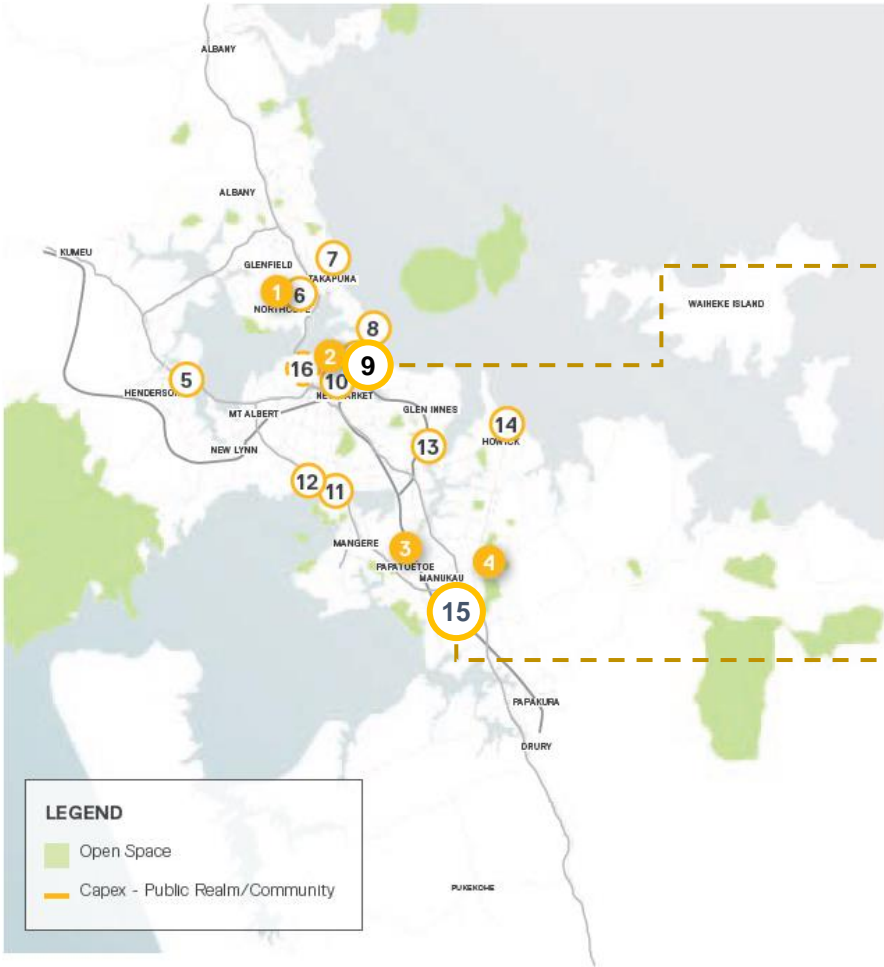 ALBANY
ALBANY
KUMEU
7
GLENFIELD
TAKAPUNA
1
6
8
WAIHEKE ISLAND
2
9
16
10
5
HENDERSON
MT ALBERT
GLEN INNES
14
HOWICK
NEW LYNN
13
12
11
MANGERE
3
PAPATOETOE
4
MANUKAU
15
PAPAKURA
DRURY
LEGEND
Open Space
Capex - Public Realm/Community
PUKEKOHE